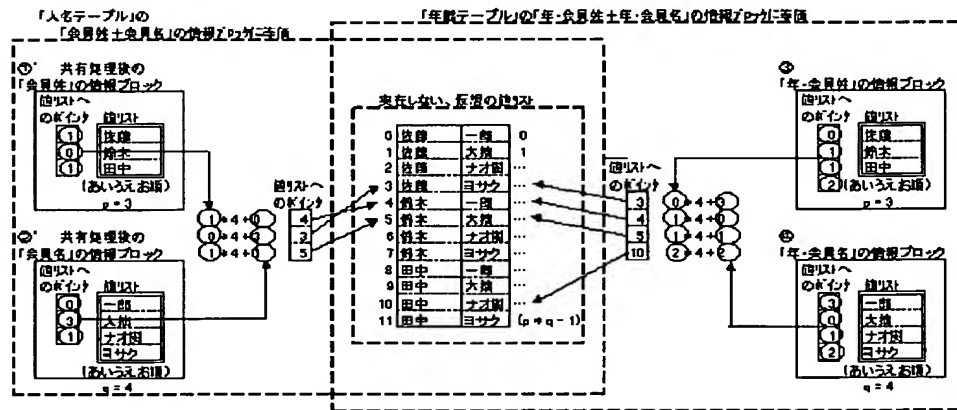 「人名テーブル」の
「会員姓+会員名」の情報ブロックに等価
「年齢テーブル」の「年-会員姓+年-会員名」の情報ブロックに等価
①' 共有処理後の
「会員姓」の情報ブロック
値リストへ
のポインタ 値リスト
1 佐藤
0 鈴木
1 田中
(あいうえお順)
p = 3
②' 共有処理後の
「会員名」の情報ブロック
値リストへ
のポインタ 値リスト
0 一郎
3 大地
1 ナオ樹
ヨサク
(あいうえお順)
q = 4
1*4+0
0*4+3
1*4+1
値リストへ
のポインタ
4
3
5
実在しない、仮想の値リスト
0 佐藤 一郎 0
1 佐藤 大地 1
2 佐藤 ナオ樹 …
3 佐藤 ヨサク …
4 鈴木 一郎 …
5 鈴木 大地 …
6 鈴木 ナオ樹 …
7 鈴木 ヨサク …
8 田中 一郎 …
9 田中 大地 …
10 田中 ナオ樹 …
11 田中 ヨサク (p*q-1)
値リストへ
のポインタ
3
4
5
10
0*4+3
1*4+0
1*4+1
2*4+2
③
「年-会員姓」の情報ブロック
値リストへ
のポインタ 値リスト
0 佐藤
1 鈴木
1 田中
2
(あいうえお順)
p = 3
「年-会員名」の情報ブロック
値リストへ
のポインタ 値リスト
3 一郎
0 大地
1 ナオ樹
2 ヨサク
(あいうえお順)
q = 4